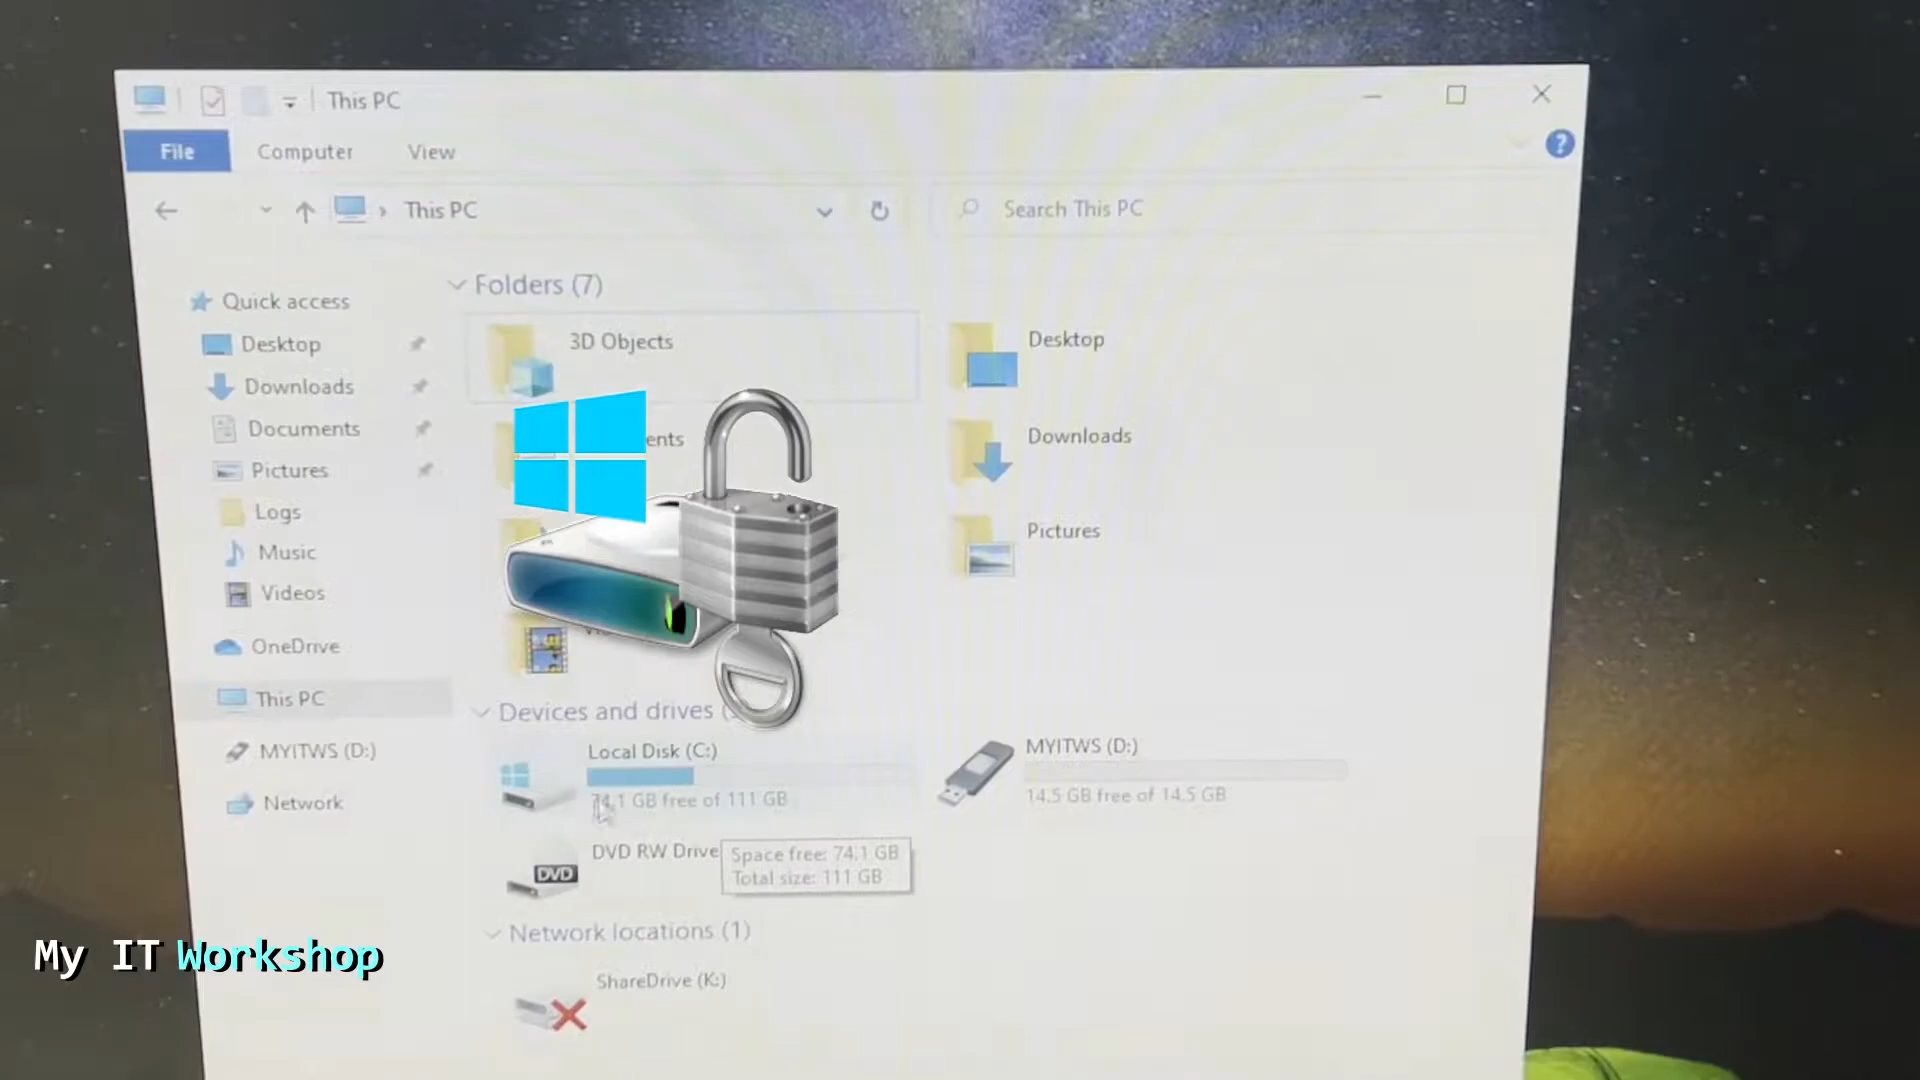 This PC
File Computer View
This PC
Search This PC
Quick access
Desktop
Downloads
Documents
Pictures
Logs
Music
Videos
OneDrive
This PC
MYITWS (D:)
Network
Folders (7)
3D Objects
Desktop
ents
Downloads
Pictures
Devices and drives
Local Disk (C:)
74.1 GB free of 111 GB
MYITWS (D:)
14.5 GB free of 14.5 GB
DVD RW Drive
DVD
Space free: 74.1 GB
Total size: 111 GB
Network locations (1)
ShareDrive (K:)
My IT Workshop